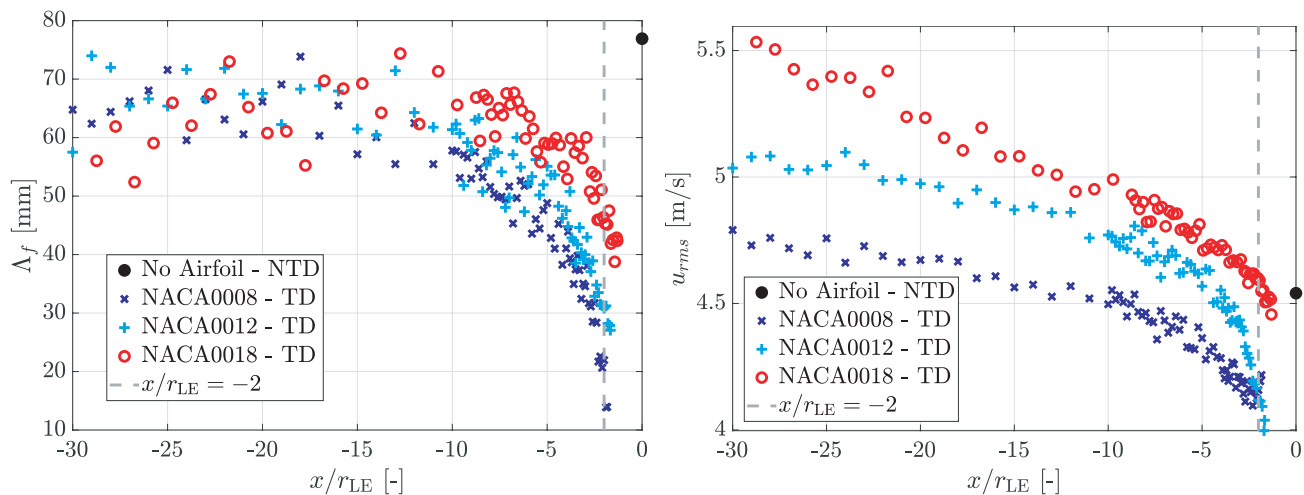 80
70
60
50
40
30
20
10
Λ_f [mm]
No Airfoil - NTD
NACA0008 - TD
NACA0012 - TD
NACA0018 - TD
x/r_LE = −2
-30 -25 -20 -15 -10 -5 0
x/r_LE [-]
5.5
5
4.5
4
u_rms [m/s]
No Airfoil - NTD
NACA0008 - TD
NACA0012 - TD
NACA0018 - TD
x/r_LE = −2
-30 -25 -20 -15 -10 -5 0
x/r_LE [-]